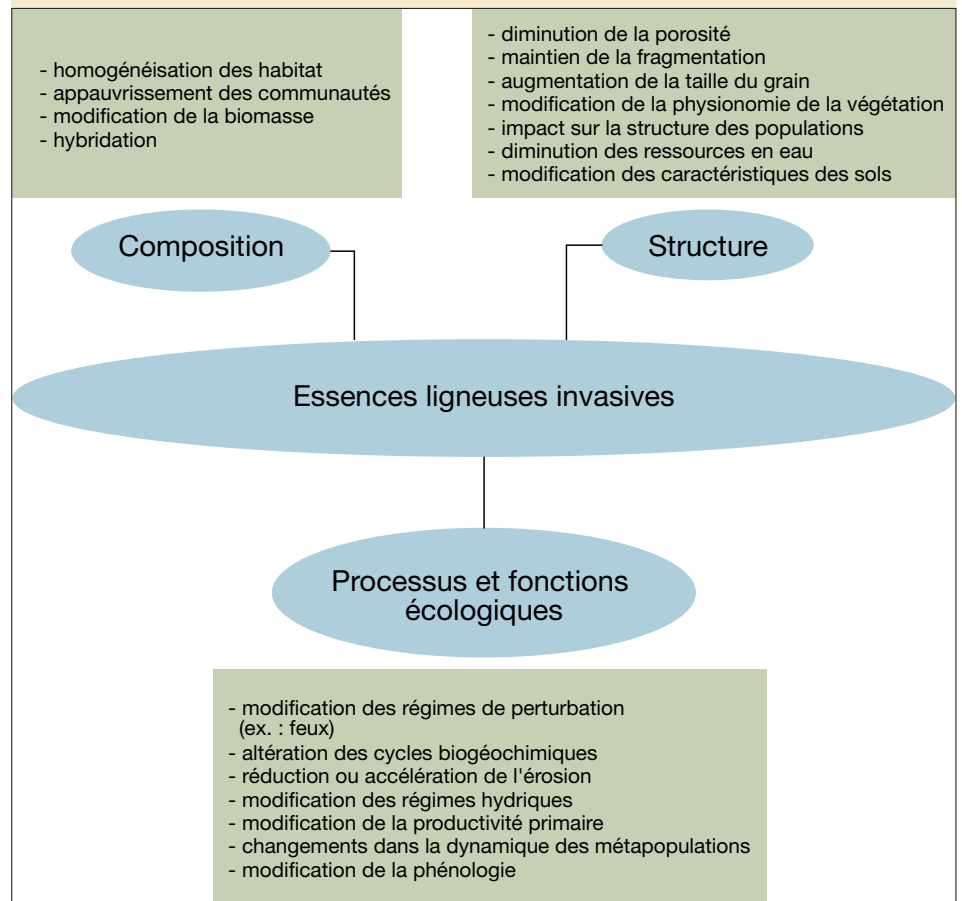 - homogénéisation des habitat
- appauvrissement des communautés
- modification de la biomasse
- hybridation
- diminution de la porosité
- maintien de la fragmentation
- augmentation de la taille du grain
- modification de la physionomie de la végétation
- impact sur la structure des populations
- diminution des ressources en eau
- modification des caractéristiques des sols
Composition
Structure
Essences ligneuses invasives
Processus et fonctions
écologiques
- modification des régimes de perturbation
(ex. : feux)
- altération des cycles biogéochimiques
- réduction ou accélération de l'érosion
- modification des régimes hydriques
- modification de la productivité primaire
- changements dans la dynamique des métapopulations
- modification de la phénologie